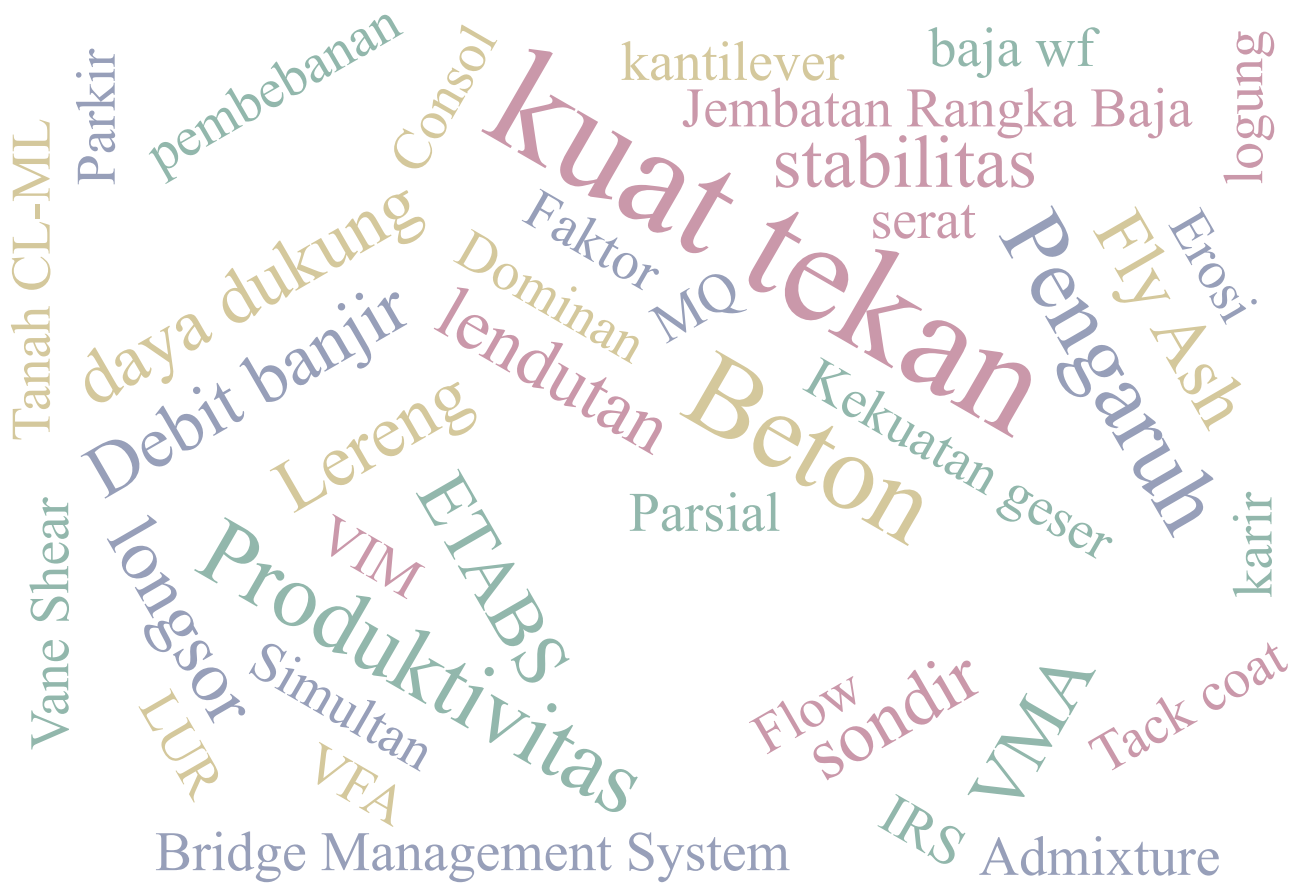 pembebanan
Consol
kantilever
baja wf
logung
Parkir
kuat tekan
Jembatan Rangka Baja
stabilitas
serat
Tanah CL-ML
daya dukung
Faktor
Dominan
MQ
Pengaruh
Fly Ash
Erosi
Debit banjir
lendutan
Beton
Kekuatan geser
Lereng
ETABS
Parsial
karir
Vane Shear
longsor
VIM
Produktivitas
Simultan
LUR
VFA
Flow
sondir
VMA
Tack coat
IRS
Bridge Management System
Admixture